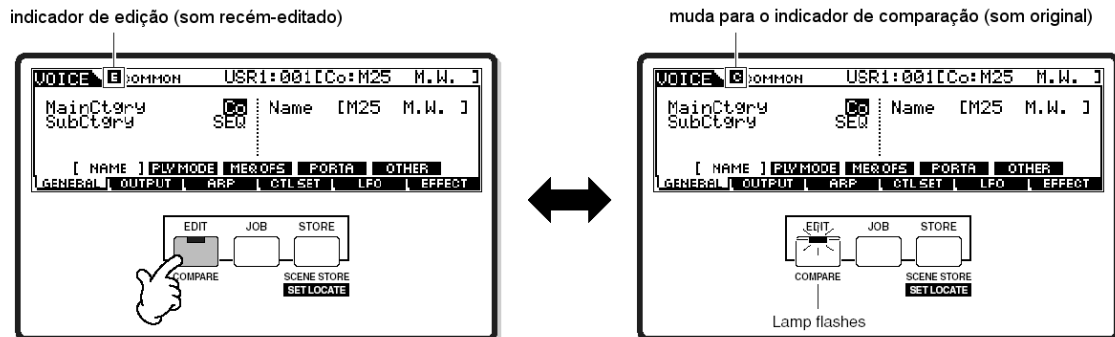 indicador de edição (som recém-editado)
VOICE E COMMON USR1:001[Co:M25 M.W. ]
MainCtgry Co Name [M25 M.W. ]
SubCtgry SEQ
[ NAME ] PLY MODE MEQ OFS PORTA OTHER
GENERAL OUTPUT ARP CTL SET LFO EFFECT
EDIT JOB STORE
COMPARE SCENE STORE
SET LOCATE
muda para o indicador de comparação (som original)
VOICE C COMMON USR1:001[Co:M25 M.W. ]
MainCtgry Co Name [M25 M.W. ]
SubCtgry SEQ
[ NAME ] PLY MODE MEQ OFS PORTA OTHER
GENERAL OUTPUT ARP CTL SET LFO EFFECT
EDIT JOB STORE
COMPARE SCENE STORE
SET LOCATE
Lamp flashes